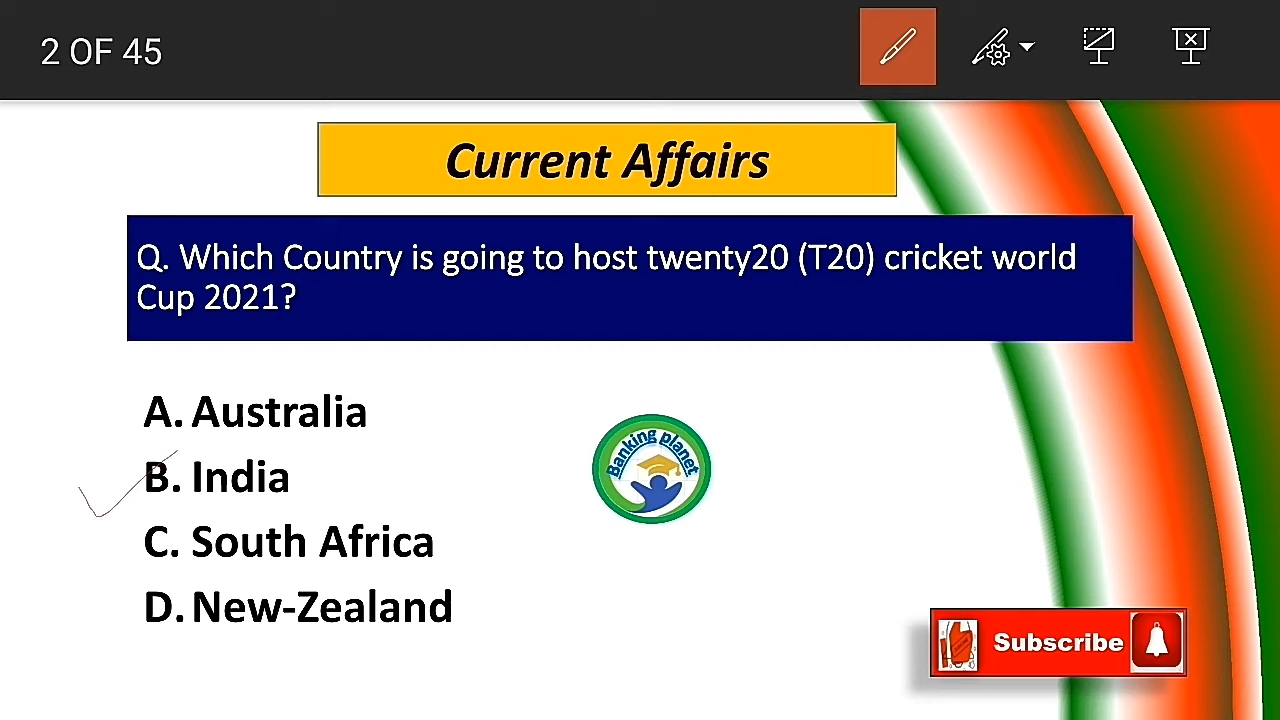 2 OF 45
Current Affairs
Q. Which Country is going to host twenty20 (T20) cricket world
Cup 2021?
A. Australia
B. India
C. South Africa
D. New-Zealand
Banking planet
Subscribe